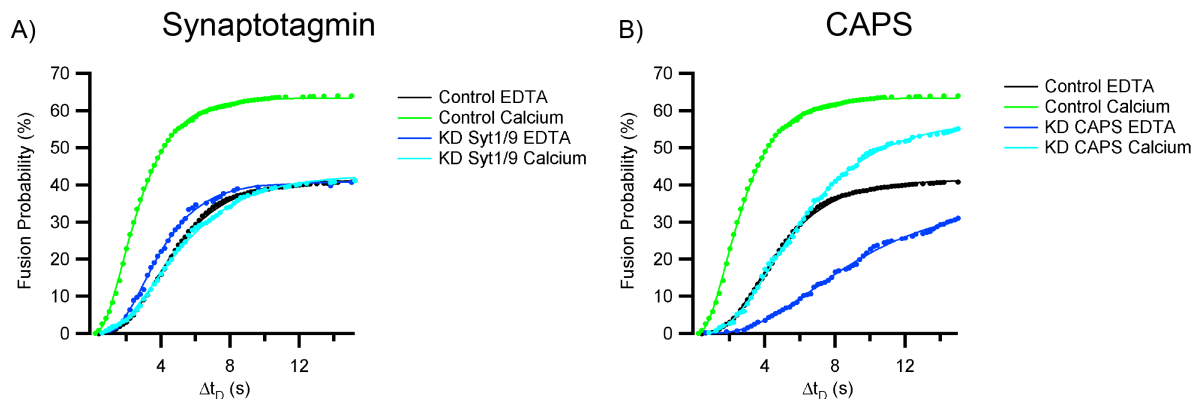 A) Synaptotagmin
70
60
50
40
30
20
10
0
Fusion Probability (%)
4 8 12
Δt_D (s)
Control EDTA
Control Calcium
KD Syt1/9 EDTA
KD Syt1/9 Calcium
B) CAPS
70
60
50
40
30
20
10
0
Fusion Probability (%)
4 8 12
Δt_D (s)
Control EDTA
Control Calcium
KD CAPS EDTA
KD CAPS Calcium